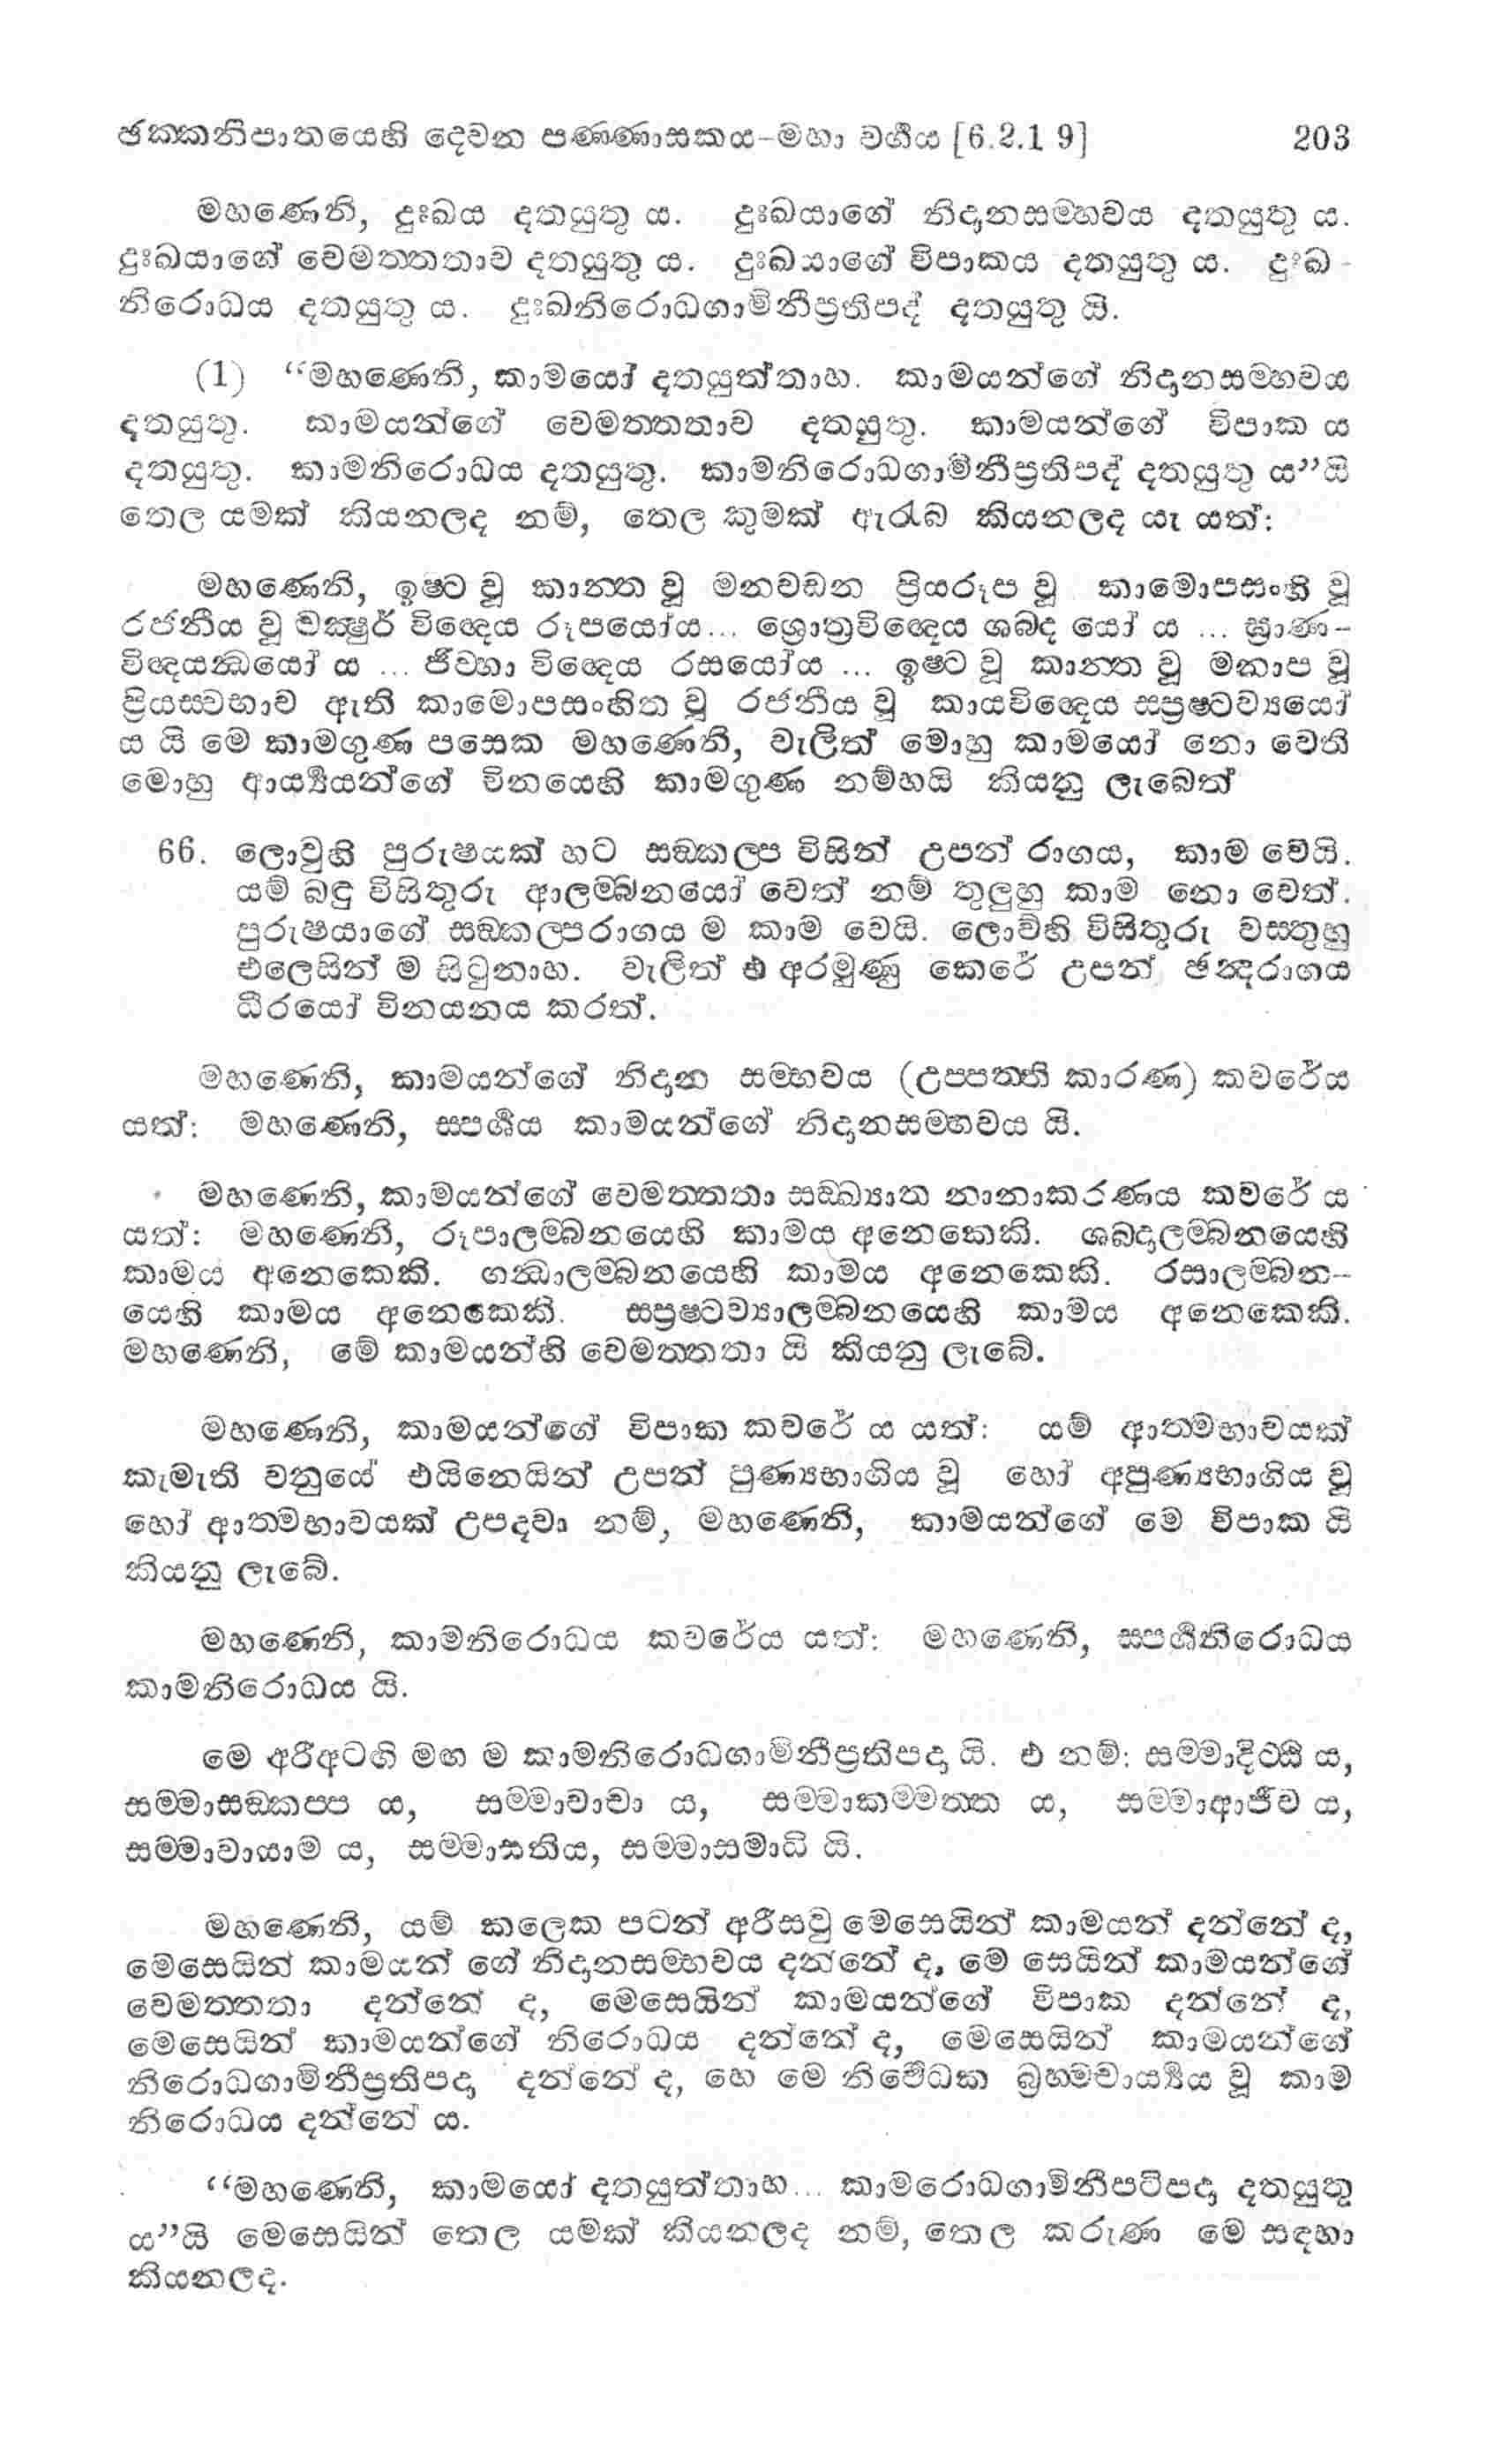 ඡක්කනිපාතයෙහි දෙවන පණ්ණාසකය-මහා වර්ගය [6.2.1 9] 203
මහණෙනි, දුඃඛය දතයුතු ය. දුඃඛයාගේ නිදානසම්භවය දතයුතු ය.
දුඃඛයාගේ වෙමත්තතාව දතයුතු ය. දුඃඛයාගේ විපාකය දතයුතු ය. දුඃඛ-
නිරොධය දතයුතු ය. දුඃඛනිරොධගාමිනීප්‍රතිපද් දතයුතු යි.
(1) “මහණෙනි, කාමයෝ දතයුත්තාහ. කාමයන්ගේ නිදානසම්භවය
දතයුතු. කාමයන්ගේ වෙමත්තතාව දතයුතු. කාමයන්ගේ විපාක ය
දතයුතු. කාමනිරොධය දතයුතු. කාමනිරොධගාමිනීප්‍රතිපද් දතයුතු ය”යි
තෙල යමක් කියනලද නම්, තෙල කුමක් ඇරැබ කියනලද යැ යත්:
මහණෙනි, ඉෂ්ට වූ කාන්ත වූ මනවඩන ප්‍රියරූප වූ කාමොපසංහි වූ
රජනීය වූ චක්‍ෂුර් විඥෙය රූපයෝය... ශ්‍රොත්‍රවිඥෙය ශබ්ද යෝ ය ... ඝ්‍රාණ-
විඥයගන්‍ධයෝ ය ... ජිව්හා විඥෙය රසයෝය ... ඉෂ්ට වූ කාන්ත වූ මනාප වූ
ප්‍රියස්වභාව ඇති කාමොපසංහිත වූ රජනීය වූ කායවිඥෙය ස්ප්‍රෂ්ටව්‍යයෝ
ය යි මෙ කාමගුණ පසෙක මහණෙනි, වැලිත් මොහු කාමයෝ නො වෙති
මොහු ආර්‍ය්‍යයන්ගේ විනයෙහි කාමගුණ නම්හයි කියනු ලැබෙත්
66. ලොවුහි පුරුෂයක් හට සඞ්කල්ප විසින් උපන් රාගය, කාම වෙයි.
යම් බඳු විසිතුරු ආලම්බනයෝ වෙත් නම් තුලුහු කාම නො වෙත්.
පුරුෂයාගේ සඞ්කල්පරාගය ම කාම වෙයි. ලොව්හි විසිතුරු වස්තුහු
එලෙසින් ම සිටුනාහ. වැලිත් එ අරමුණු කෙරේ උපන් ඡන්‍දරාගය
ධීරයෝ විනයනය කරත්.
මහණෙනි, කාමයන්ගේ නිදාන සම්භවය (උප්පත්ති කාරණ) කවරේය
යත්: මහණෙනි, ස්පර්ශය කාමයන්ගේ නිදානසම්භවය යි.
මහණෙනි, කාමයන්ගේ වෙමත්තතා සඞ්ඛ්‍යාත නානාකරණය කවරේ ය
යත්: මහණෙනි, රූපාලම්බනයෙහි කාමය අනෙකෙකි. ශබ්දාලම්බනයෙහි
කාමය අනෙකෙකි. ගන්‍ධාලම්බනයෙහි කාමය අනෙකෙකි. රසාලම්බන-
යෙහි කාමය අනෙකෙකි. ස්ප්‍රෂ්ටව්‍යාලම්බනයෙහි කාමය අනෙකෙකි.
මහණෙනි, මේ කාමයන්හි වෙමත්තතා යි කියනු ලැබේ.
මහණෙනි, කාමයන්ගේ විපාක කවරේ ය යත්: යම් ආත්මභාවයක්
කැමැති වනුයේ එයිනෙයින් උපන් පුණ්‍යභාගිය වූ හෝ අපුණ්‍යභාගිය වූ
හෝ ආත්මභාවයක් උපදවා නම්, මහණෙනි, කාමයන්ගේ මෙ විපාක යි
කියනු ලැබේ.
මහණෙනි, කාමනිරොධය කවරේය යත්: මහණෙනි, ස්පර්ශනිරොධය
කාමනිරොධය යි.
මෙ අරීඅටඟි මඟ ම කාමනිරොධගාමිනීප්‍රතිපදා යි. එ නම්: සම්මාදිට්ඨි ය,
සම්මාසඞ්කප්ප ය, සම්මාවාචා ය, සම්මාකම්මන්ත ය, සම්මාආජීව ය,
සම්මාවායාම ය, සම්මාසතිය, සම්මාසමාධි යි.
මහණෙනි, යම් කලෙක පටන් අරීසවු මෙසෙයින් කාමයන් දන්නේ ද,
මෙසෙයින් කාමයන් ගේ නිදානසම්භවය දන්නේ ද, මෙ සෙයින් කාමයන්ගේ
වෙමත්තතා දන්නේ ද, මෙසෙයින් කාමයන්ගේ විපාක දන්නේ ද,
මෙසෙයින් කාමයන්ගේ නිරොධය දන්නේ ද, මෙසෙයින් කාමයන්ගේ
නිරොධගාමිනීප්‍රතිපදා දන්නේ ද, හෙ මෙ නිර්‍වේධක බ්‍රහ්මචාර්‍ය්‍යය වූ කාම
නිරොධය දන්නේ ය.
“මහණෙනි, කාමයෝ දතයුත්තාහ... කාමරොධගාමිනීපටිපදා දතයුතු
ය”යි මෙසෙයින් තෙල යමක් කියනලද නම්, තෙල කරුණ මෙ සඳහා
කියනලද.